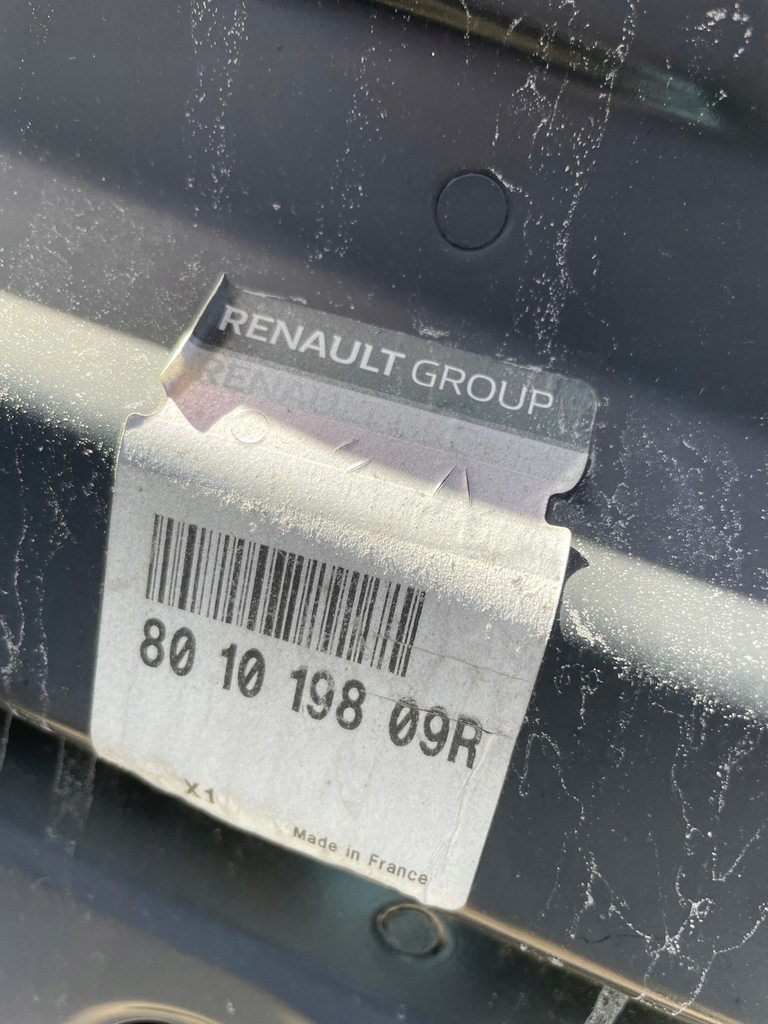 RENAULT GROUP
80 10 198 09R
X1
Made in France